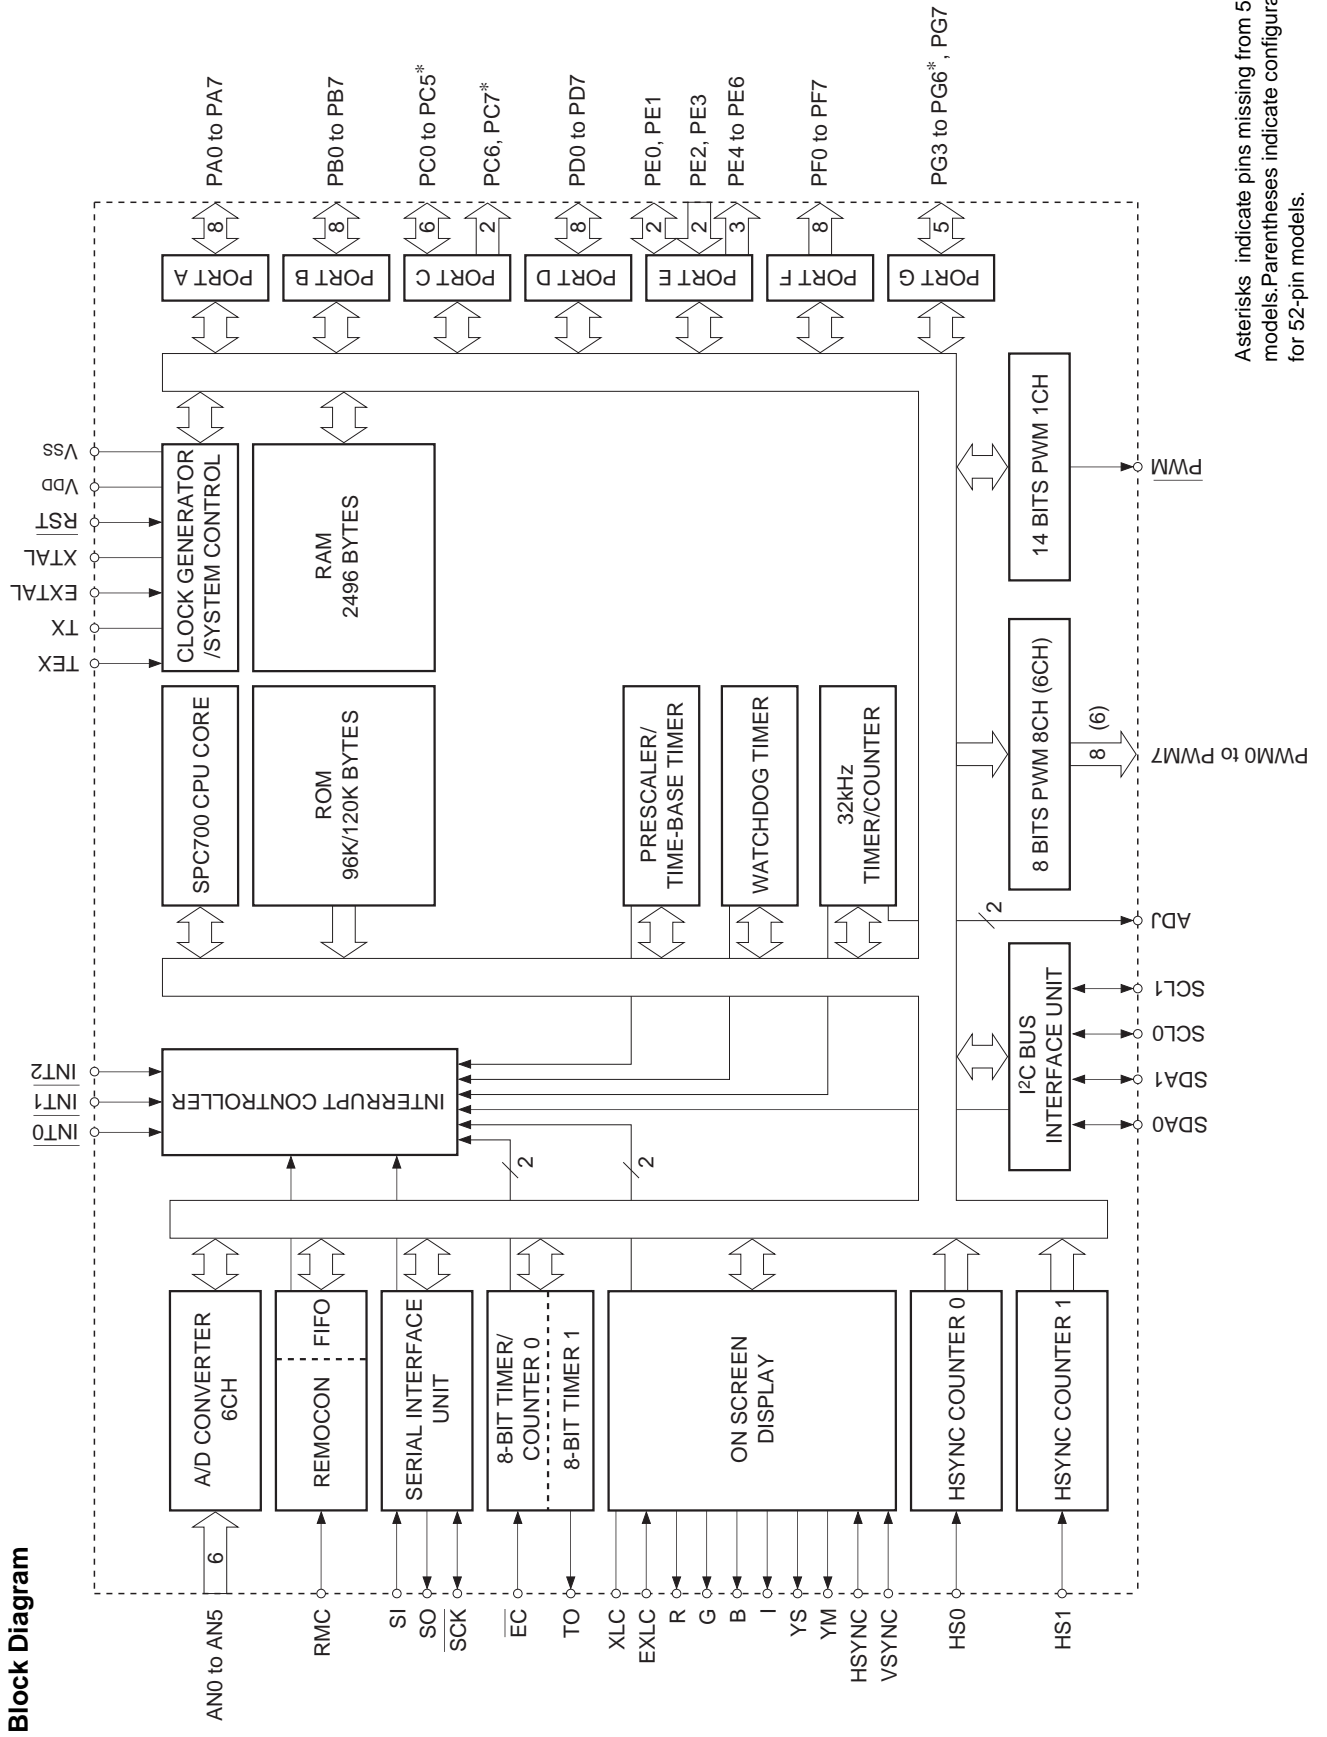 Block Diagram
AN0 to AN5
6
RMC
SI
SO
SCK
EC
TO
XLC
EXLC
R
G
B
I
YS
YM
HSYNC
VSYNC
HS0
HS1
A/D CONVERTER
6CH
REMOCON
FIFO
SERIAL INTERFACE
UNIT
8-BIT TIMER/
COUNTER 0
8-BIT TIMER 1
ON SCREEN
DISPLAY
HSYNC COUNTER 0
HSYNC COUNTER 1
2
2
INT0
INT1
INT2
INTERRUPT CONTROLLER
SPC700 CPU CORE
ROM
96K/120K BYTES
PRESCALER/
TIME-BASE TIMER
WATCHDOG TIMER
32kHz
TIMER/COUNTER
TEX
TX
EXTAL
XTAL
RST
VDD
Vss
CLOCK GENERATOR
/SYSTEM CONTROL
RAM
2496 BYTES
I²C BUS
INTERFACE UNIT
SDA0
SDA1
SCL0
SCL1
2
ADJ
8 BITS PWM 8CH (6CH)
8
(6)
PWM0 to PWM7
14 BITS PWM 1CH
PWM
PORT A
8
PA0 to PA7
PORT B
8
PB0 to PB7
PORT C
6
PC0 to PC5*
2
PC6, PC7*
PORT D
8
PD0 to PD7
PORT E
2
PE0, PE1
2
PE2, PE3
3
PE4 to PE6
PORT F
8
PF0 to PF7
PORT G
5
PG3 to PG6*, PG7
Asterisks indicate pins missing from 5
models.Parentheses indicate
for 52-pin models.